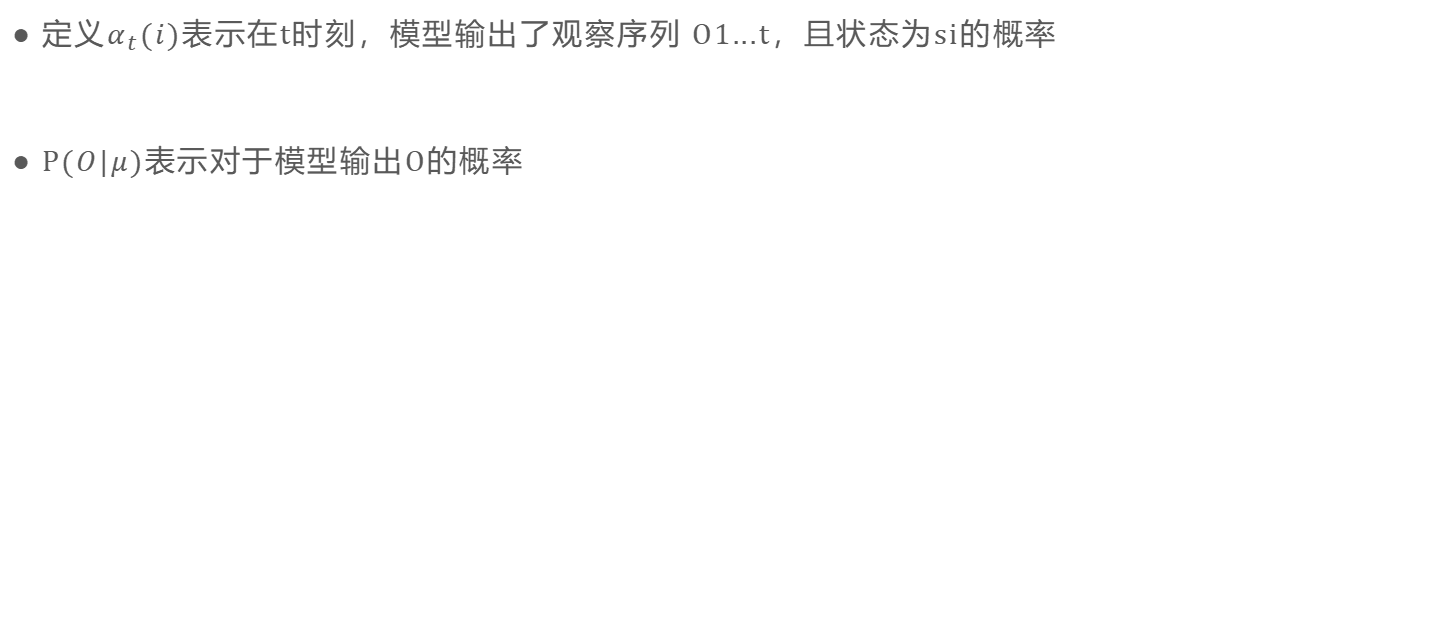 ● 定义αₜ(i)表示在t时刻，模型输出了观察序列 O1...t，且状态为si的概率
● P(O|μ)表示对于模型输出O的概率